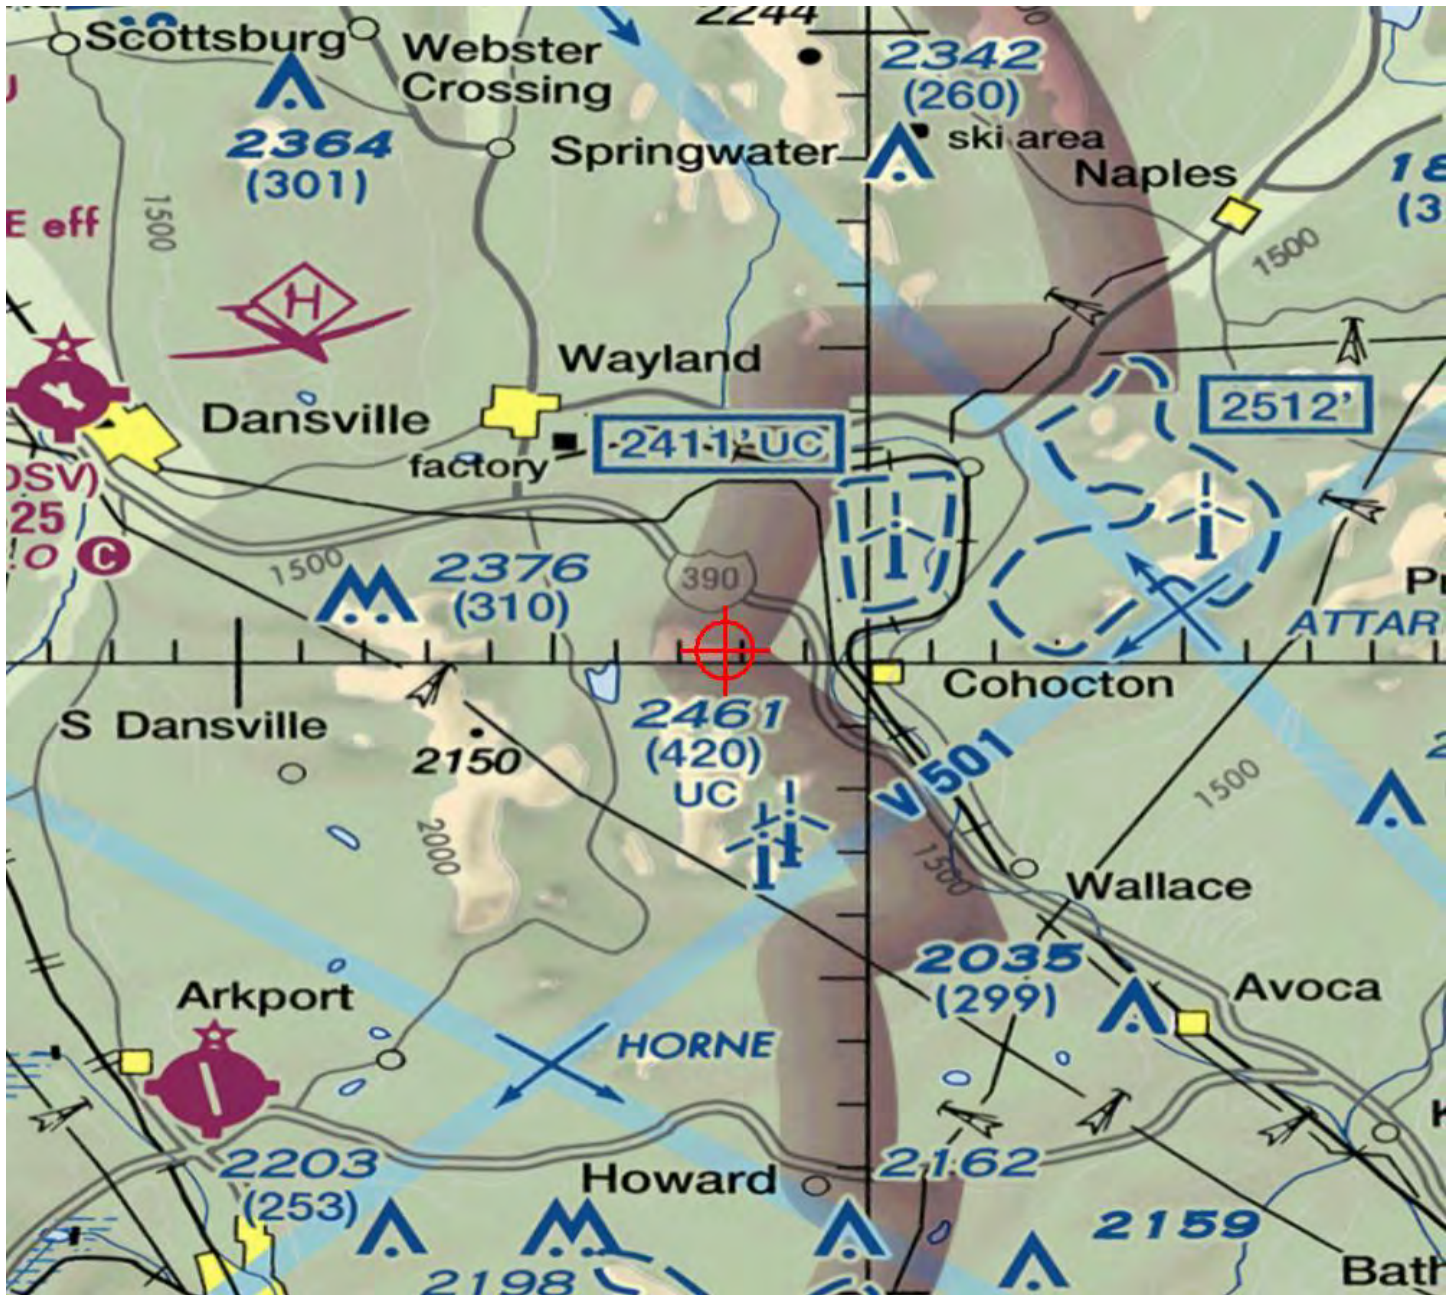 Scottsburg
Webster
Crossing
2244
2342
(260)
ski area
2364
(301)
Springwater
Naples
E eff
1500
1500
H
Wayland
2512'
Dansville
2411' UC
factory
25
C
1500
2376
(310)
390
ATTAR
Cohocton
S Dansville
2461
(420)
UC
2150
V 501
1500
2000
1500
Wallace
2035
(299)
Avoca
Arkport
HORNE
2203
(253)
Howard
2162
2159
2198
Bath